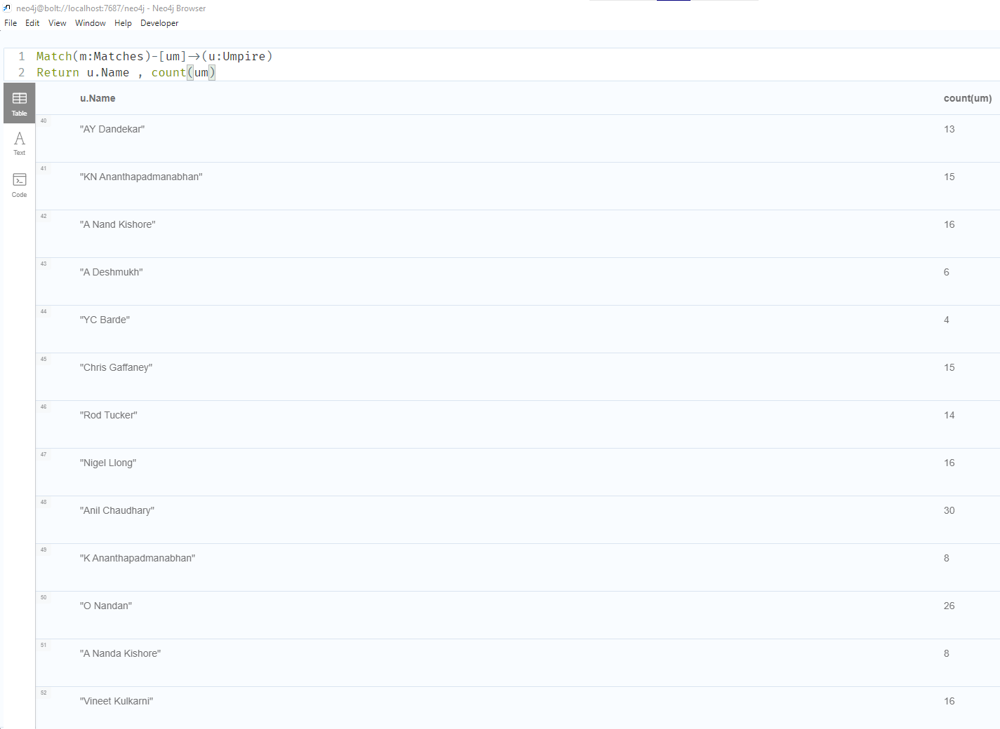 neo4j@bolt://localhost:7687/neo4j - Neo4j Browser
File Edit View Window Help Developer
1 Match(m:Matches)-[um]->(u:Umpire)
2 Return u.Name , count(um)
Table
Text
Code
u.Name count(um)
40 "AY Dandekar" 13
41 "KN Ananthapadmanabhan" 15
42 "A Nand Kishore" 16
43 "A Deshmukh" 6
44 "YC Barde" 4
45 "Chris Gaffaney" 15
46 "Rod Tucker" 14
47 "Nigel Llong" 16
48 "Anil Chaudhary" 30
49 "K Ananthapadmanabhan" 8
50 "O Nandan" 26
51 "A Nanda Kishore" 8
52 "Vineet Kulkarni" 16